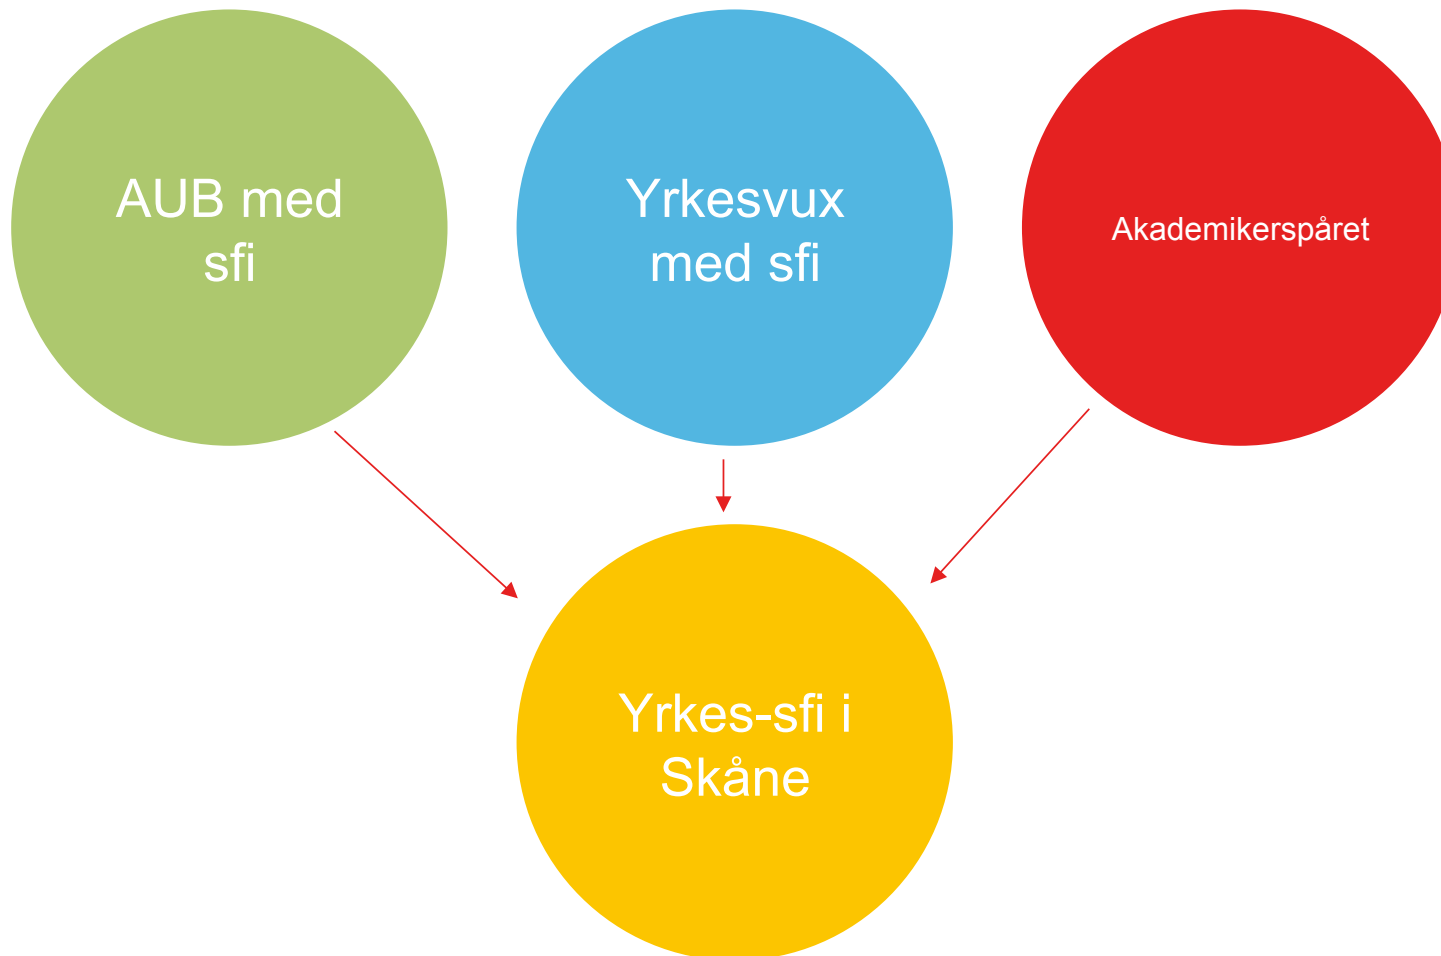 AUB med
sfi
Yrkesvux
med sfi
Akademikerspåret
Yrkes-sfi i
Skåne